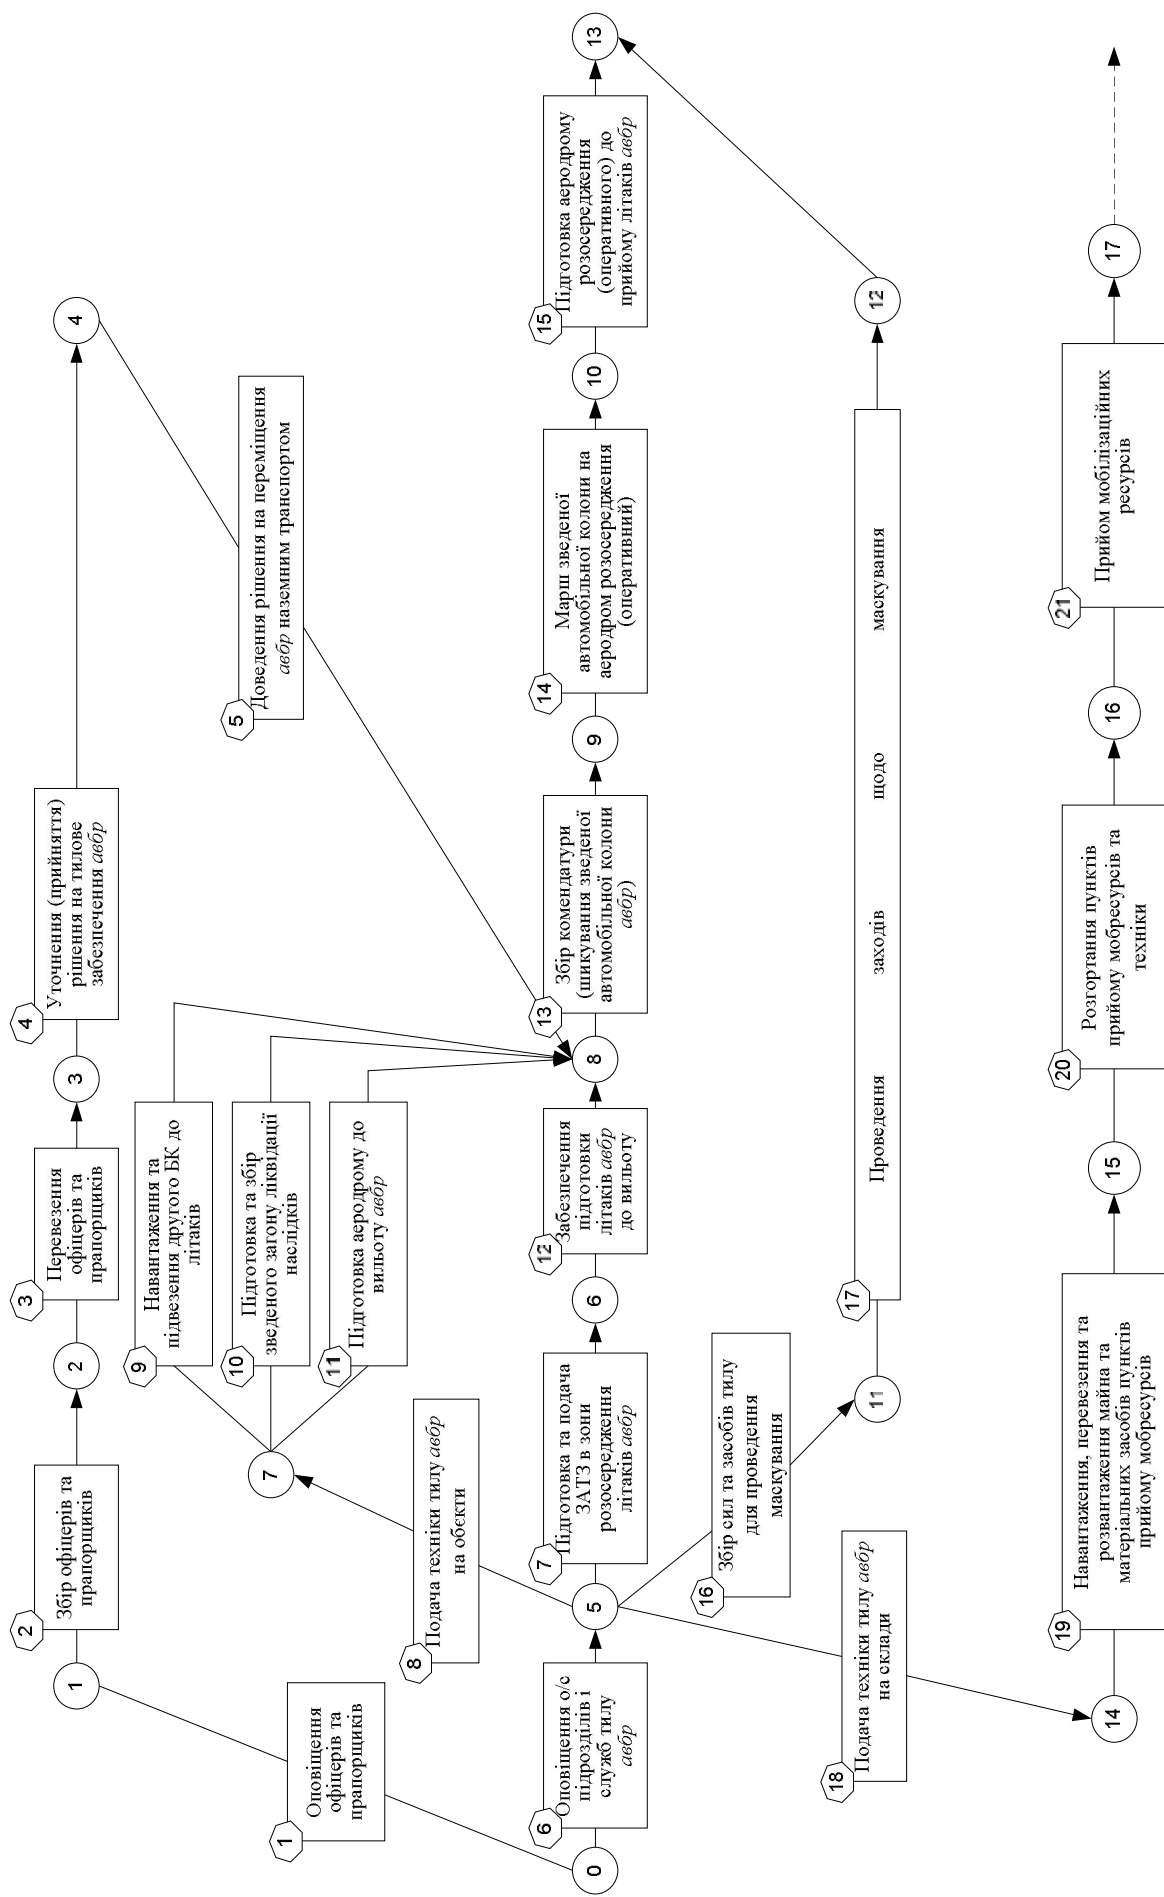 1
Оповіщення
офіцерів та
прапорщиків
2
Збір офіцерів та
прапорщиків
3
Перевезення
офіцерів та
прапорщиків
4
Уточнення (прийняття)
рішення на тилове
забезпечення авбр
5
Доведення рішення на переміщення
авбр наземним транспортом
6
Оповіщення о/с
підрозділів і
служб тилу
авбр
7
Підготовка та подача
ЗАТЗ в зони
розосередження
літаків авбр
8
Подача техніки тилу авбр
на обєкти
9
Навантаження та
підвезення другого БК до
літаків
10
Підготовка та збір
зведеного загону ліквідації
наслідків
11
Підготовка аеродрому до
вильоту авбр
12
Забезпечення
підготовки
літаків авбр
до вильоту
13
Збір комендатури
(шикування зведеної
автомобільної колони
авбр)
14
Марш зведеної
автомобільної колони на
аеродром розосередження
(оперативний)
15
Підготовка аеродрому
розосередження
(оперативного) до
прийому літаків авбр
16
Збір сил та засобів тилу
для проведення
маскування
17
Проведення заходів щодо маскування
18
Подача техніки тилу авбр
на склади
19
Навантаження, перевезення та
розвантаження майна та
матеріальних засобів пунктів
прийому мобресурсів
20
Розгортання пунктів
прийому мобресурсів та
техніки
21
Прийом мобілізаційних
ресурсів
0
1
2
3
4
5
6
7
8
9
10
13
11
12
14
15
16
17